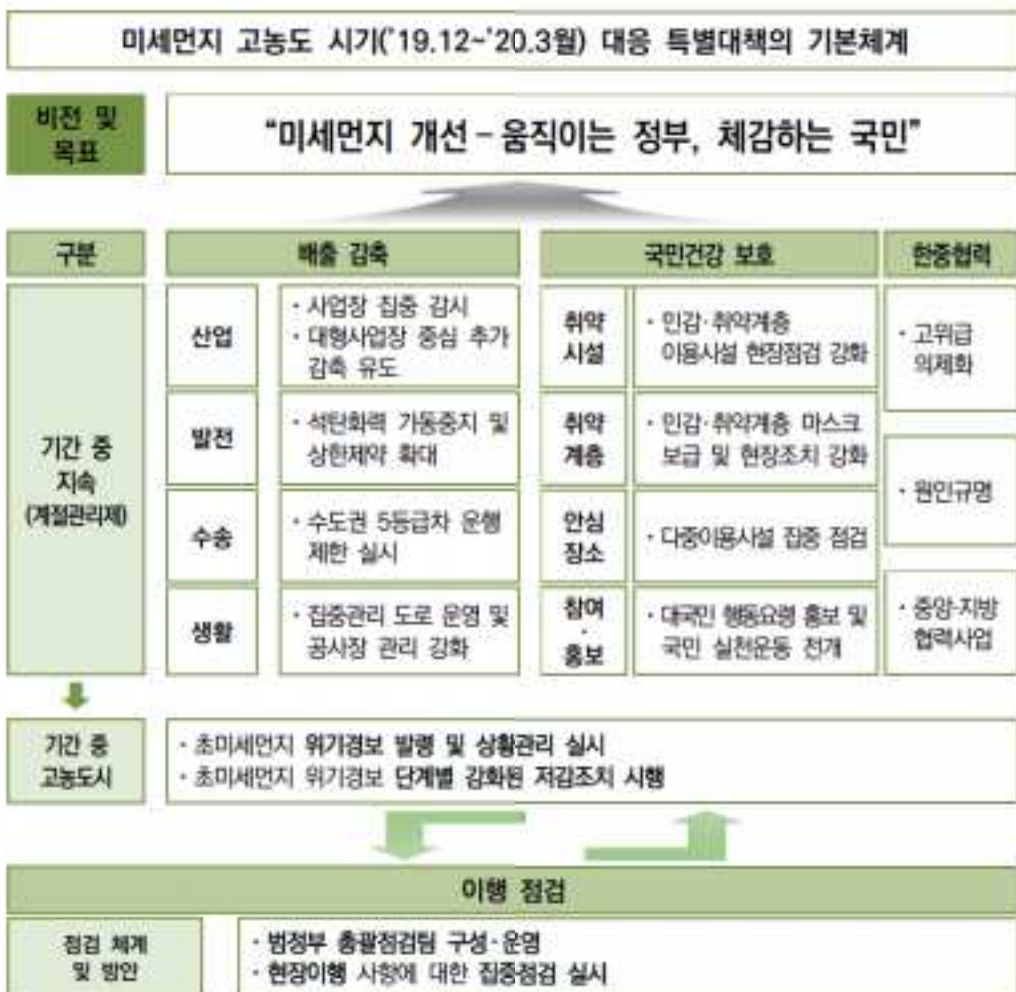 미세먼지 고농도 시기('19.12~'20.3월) 대응 특별대책의 기본체계
비전 및
목표
“미세먼지 개선 – 움직이는 정부, 체감하는 국민”
구분
배출 감축
국민건강 보호
한중협력
기간 중
지속
(계절관리제)
산업
· 사업장 집중 감시
· 대형사업장 중심 추가
감축 유도
발전
· 석탄화력 가동중지 및
상한제약 확대
수송
· 수도권 5등급차 운행
제한 실시
생활
· 집중관리 도로 운영 및
공사장 관리 강화
취약
시설
· 민감·취약계층
이용시설 현장점검 강화
취약
계층
· 민감·취약계층 마스크
보급 및 현장조치 강화
안심
장소
· 다중이용시설 집중 점검
참여
·
홍보
· 대국민 행동요령 홍보 및
국민 실천운동 전개
· 고위급
의제화
· 원인규명
· 중앙·지방
협력사업
기간 중
고농도시
· 초미세먼지 위기경보 발령 및 상황관리 실시
· 초미세먼지 위기경보 단계별 강화된 저감조치 시행
이행 점검
점검 체계
및 방안
· 범정부 총괄점검팀 구성·운영
· 현장이행 사항에 대한 집중점검 실시